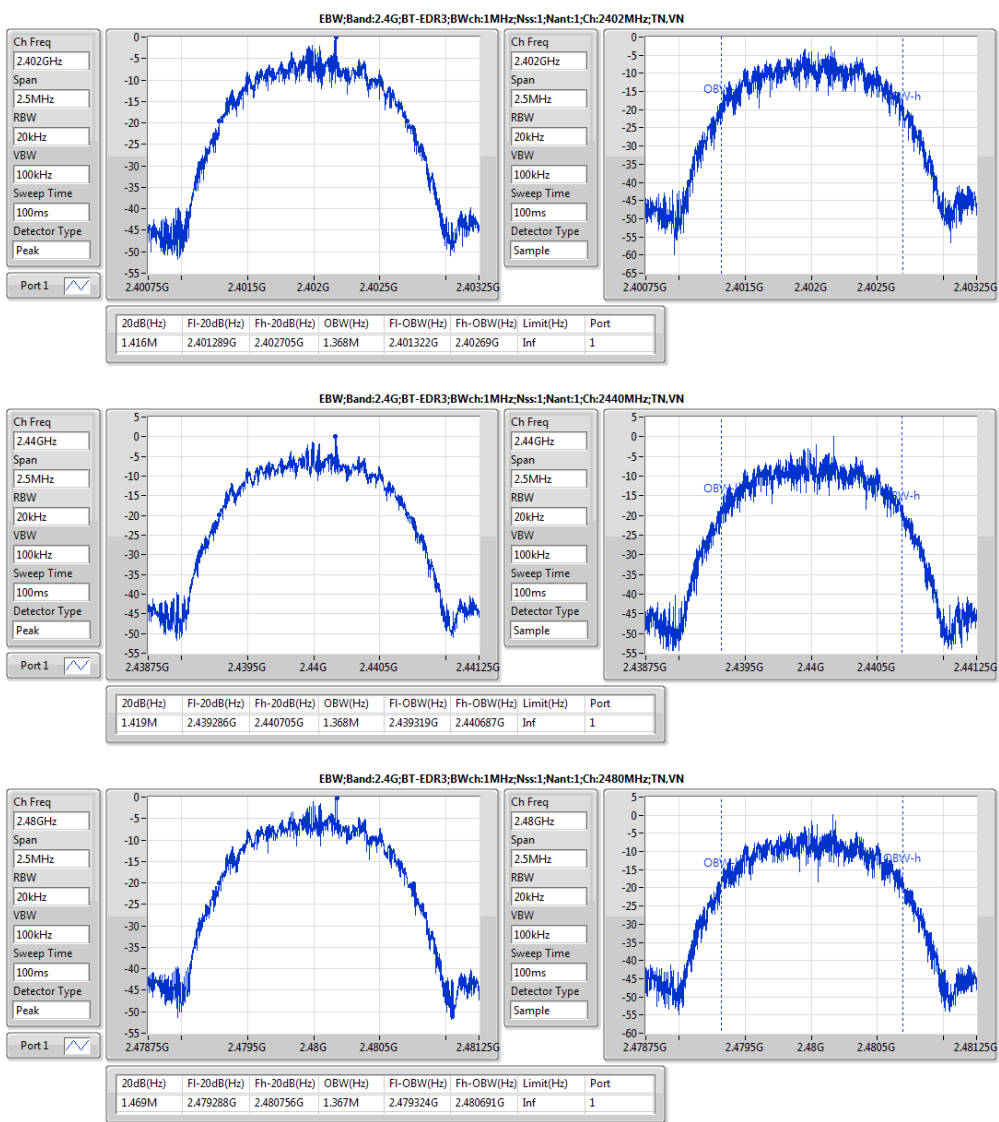 EBW;Band:2.4G;BT-EDR3;BWch:1MHz;Nss:1;Nant:1;Ch:2402MHz;TN,VN
Ch Freq
2.402GHz
Span
2.5MHz
RBW
20kHz
VBW
100kHz
Sweep Time
100ms
Detector Type
Peak
Port 1
0
-5
-10
-15
-20
-25
-30
-35
-40
-45
-50
-55
2.40075G 2.4015G 2.402G 2.4025G 2.40325G
Ch Freq
2.402GHz
Span
2.5MHz
RBW
20kHz
VBW
100kHz
Sweep Time
100ms
Detector Type
Sample
0
-5
-10
-15
-20
-25
-30
-35
-40
-45
-50
-55
-60
-65
2.40075G 2.4015G 2.402G 2.4025G 2.40325G
20dB(Hz) Fl-20dB(Hz) Fh-20dB(Hz) OBW(Hz) Fl-OBW(Hz) Fh-OBW(Hz) Limit(Hz) Port
1.416M 2.401289G 2.402705G 1.368M 2.401322G 2.40269G Inf 1
EBW;Band:2.4G;BT-EDR3;BWch:1MHz;Nss:1;Nant:1;Ch:2440MHz;TN,VN
Ch Freq
2.44GHz
Span
2.5MHz
RBW
20kHz
VBW
100kHz
Sweep Time
100ms
Detector Type
Peak
Port 1
5
0
-5
-10
-15
-20
-25
-30
-35
-40
-45
-50
-55
2.43875G 2.4395G 2.44G 2.4405G 2.44125G
Ch Freq
2.44GHz
Span
2.5MHz
RBW
20kHz
VBW
100kHz
Sweep Time
100ms
Detector Type
Sample
5
0
-5
-10
-15
-20
-25
-30
-35
-40
-45
-50
-55
2.43875G 2.4395G 2.44G 2.4405G 2.44125G
20dB(Hz) Fl-20dB(Hz) Fh-20dB(Hz) OBW(Hz) Fl-OBW(Hz) Fh-OBW(Hz) Limit(Hz) Port
1.419M 2.439286G 2.440705G 1.368M 2.439319G 2.440687G Inf 1
EBW;Band:2.4G;BT-EDR3;BWch:1MHz;Nss:1;Nant:1;Ch:2480MHz;TN,VN
Ch Freq
2.48GHz
Span
2.5MHz
RBW
20kHz
VBW
100kHz
Sweep Time
100ms
Detector Type
Peak
Port 1
0
-5
-10
-15
-20
-25
-30
-35
-40
-45
-50
-55
2.47875G 2.4795G 2.48G 2.4805G 2.48125G
Ch Freq
2.48GHz
Span
2.5MHz
RBW
20kHz
VBW
100kHz
Sweep Time
100ms
Detector Type
Sample
5
0
-5
-10
-15
-20
-25
-30
-35
-40
-45
-50
-55
-60
OBW-h
2.47875G 2.4795G 2.48G 2.4805G 2.48125G
20dB(Hz) Fl-20dB(Hz) Fh-20dB(Hz) OBW(Hz) Fl-OBW(Hz) Fh-OBW(Hz) Limit(Hz) Port
1.469M 2.479288G 2.480756G 1.367M 2.479324G 2.480691G Inf 1